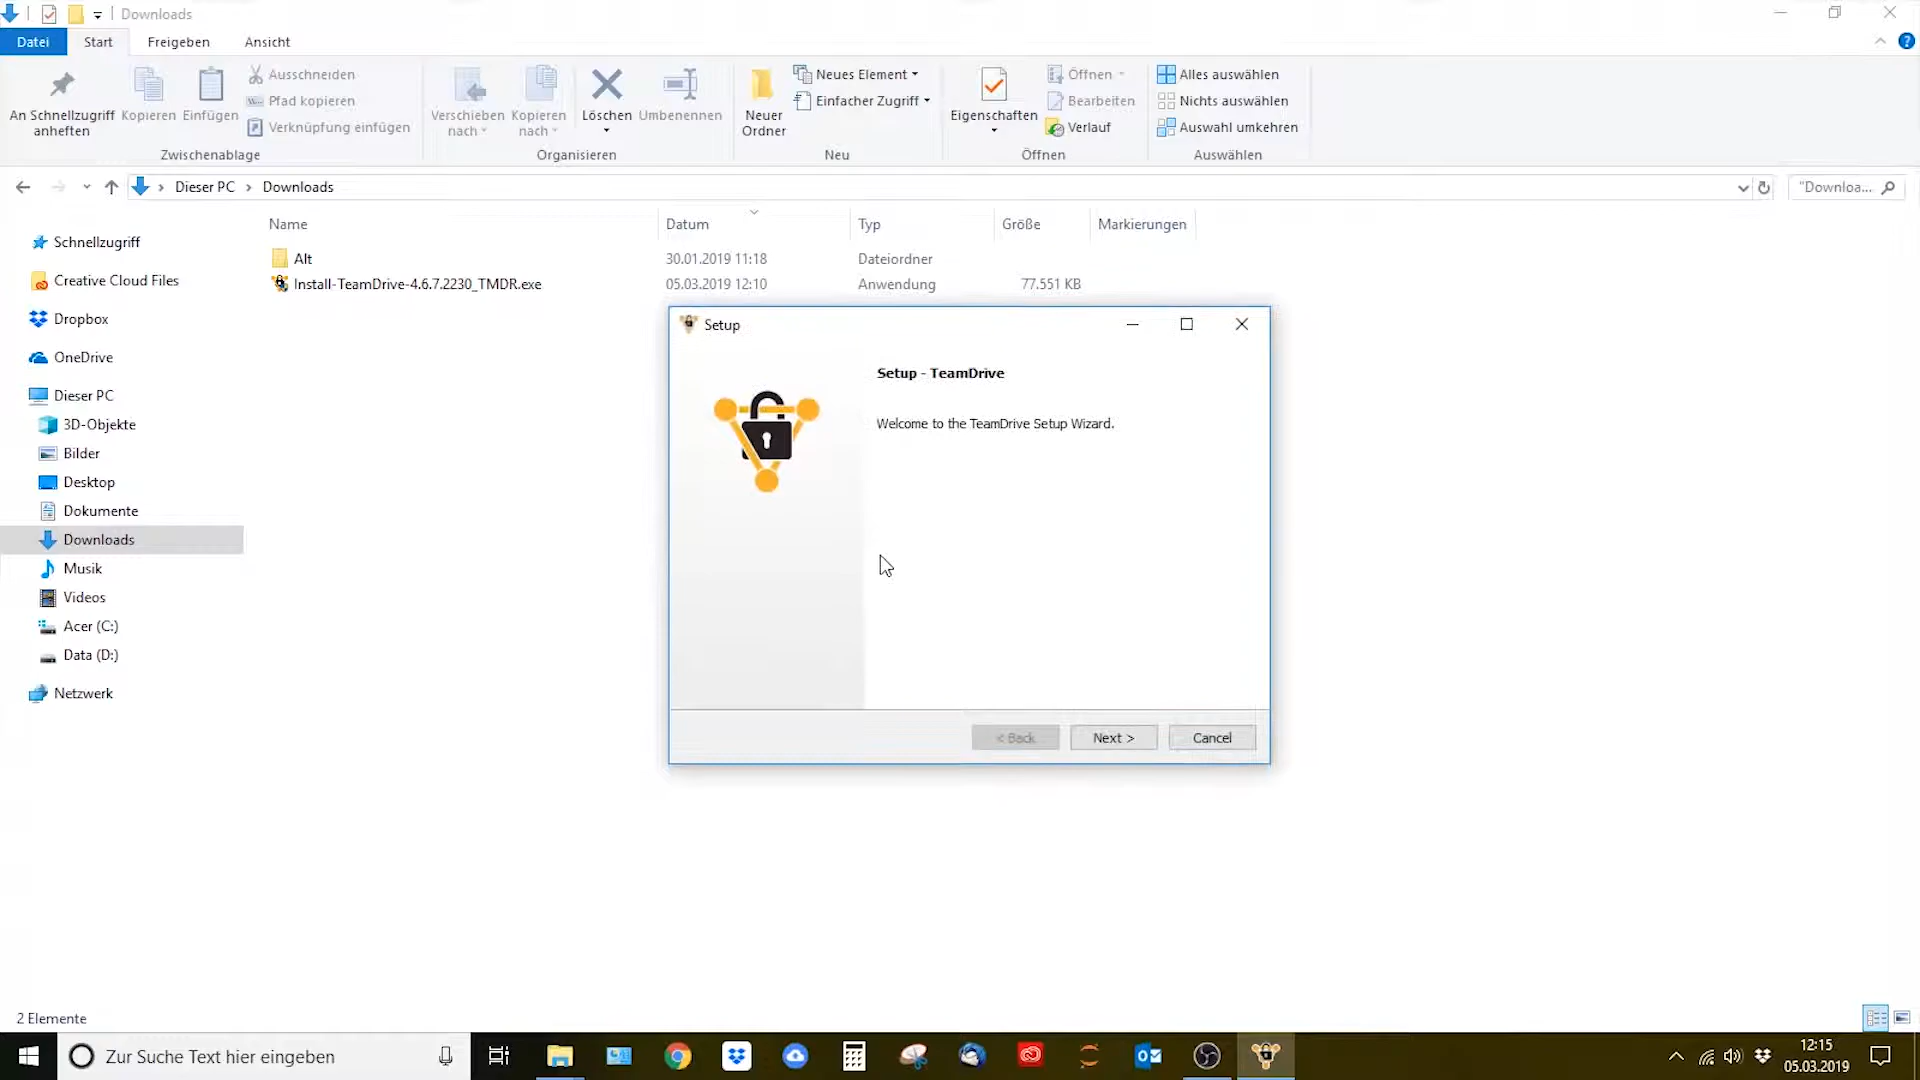 Downloads
Datei
Start
Freigeben
Ansicht
An Schnellzugriff
anheften
Kopieren
Einfügen
Ausschneiden
Pfad kopieren
Verknüpfung einfügen
Zwischenablage
Verschieben
nach
Kopieren
nach
Löschen
Umbenennen
Organisieren
Neuer
Ordner
Neues Element
Einfacher Zugriff
Neu
Eigenschaften
Öffnen
Bearbeiten
Verlauf
Öffnen
Alles auswählen
Nichts auswählen
Auswahl umkehren
Auswählen
Dieser PC > Downloads
"Downloa...
Name
Datum
Typ
Größe
Markierungen
Alt
30.01.2019 11:18
Dateiordner
Install-TeamDrive-4.6.7.2230_TMDR.exe
05.03.2019 12:10
Anwendung
77.551 KB
Schnellzugriff
Creative Cloud Files
Dropbox
OneDrive
Dieser PC
3D-Objekte
Bilder
Desktop
Dokumente
Downloads
Musik
Videos
Acer (C:)
Data (D:)
Netzwerk
Setup
Setup - TeamDrive
Welcome to the TeamDrive Setup Wizard.
< Back
Next >
Cancel
2 Elemente
Zur Suche Text hier eingeben
12:15
05.03.2019